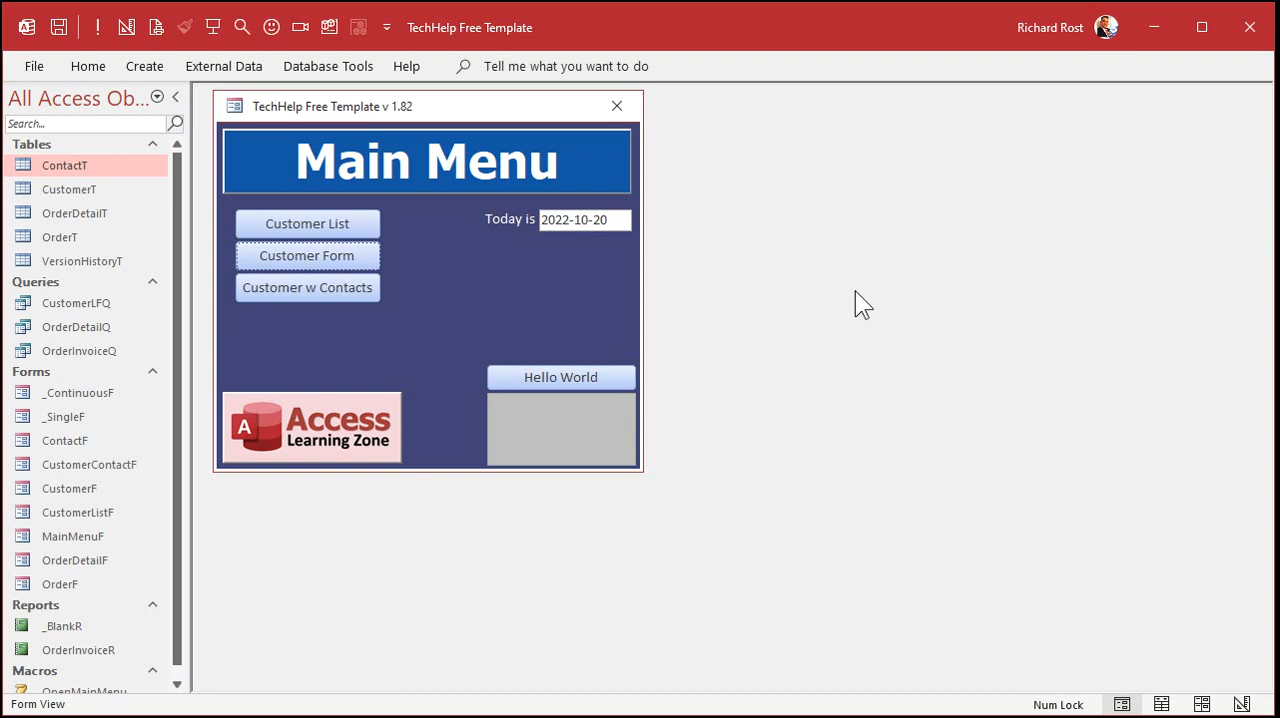 TechHelp Free Template
Richard Rost
File Home Create External Data Database Tools Help Tell me what you want to do
All Access Ob...
Search...
Tables
ContactT
CustomerT
OrderDetailT
OrderT
VersionHistoryT
Queries
CustomerLFQ
OrderDetailQ
OrderInvoiceQ
Forms
_ContinuousF
_SingleF
ContactF
CustomerContactF
CustomerF
CustomerListF
MainMenuF
OrderDetailF
OrderF
Reports
_BlankR
OrderInvoiceR
Macros
OpenMainMenu
TechHelp Free Template v 1.82
Main Menu
Customer List
Today is 2022-10-20
Customer Form
Customer w Contacts
Hello World
A
Access
Learning Zone
Form View
Num Lock